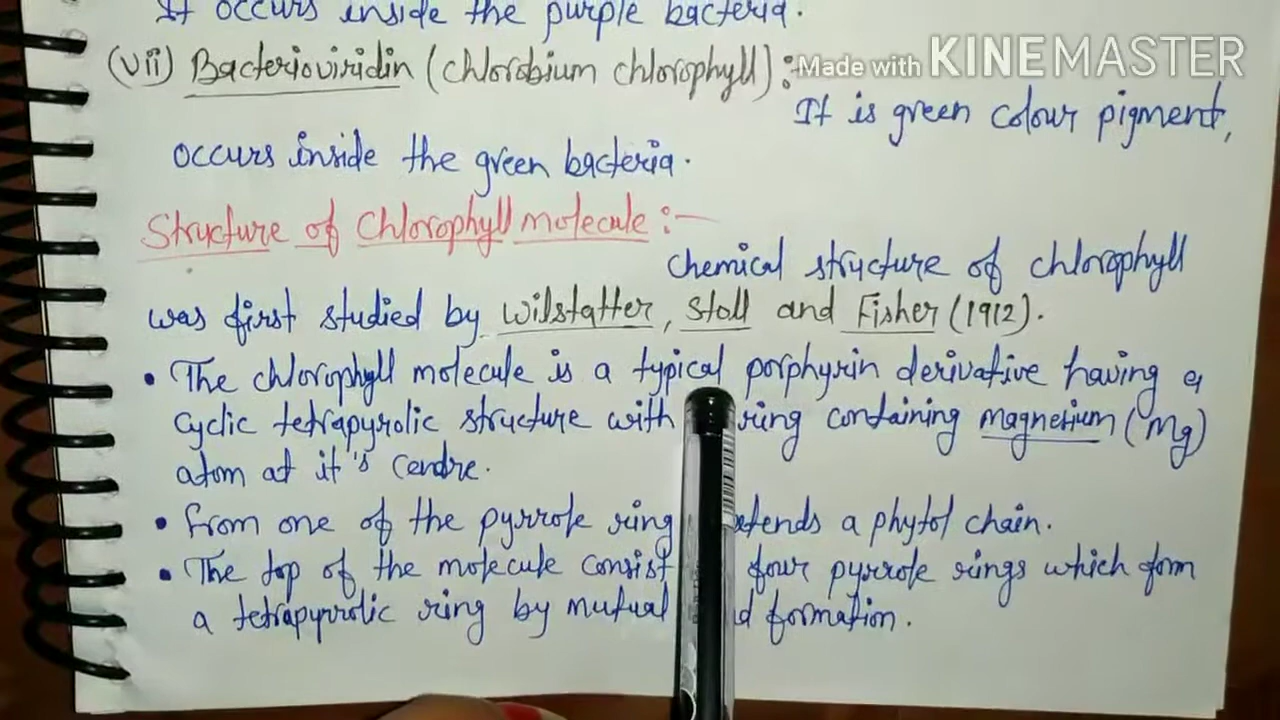 It occurs inside the purple bacteria.
(vii) Bacterioviridin (chlorobium chlorophyll) :-
Made with KINEMASTER
It is green colour pigment,
occurs inside the green bacteria.
Structure of Chlorophyll molecule :-
Chemical structure of chlorophyll
was first studied by Wilstatter, Stoll and Fisher (1912).
• The chlorophyll molecule is a typical porphyrin derivative having a
cyclic tetrapyrolic structure with ring containing magnesium (Mg)
atom at it's centre.
• From one of the pyrrole ring a phytol chain.
• The top of the molecule consist four pyrrole rings which form
a tetrapyrrolic ring by mutual formation.